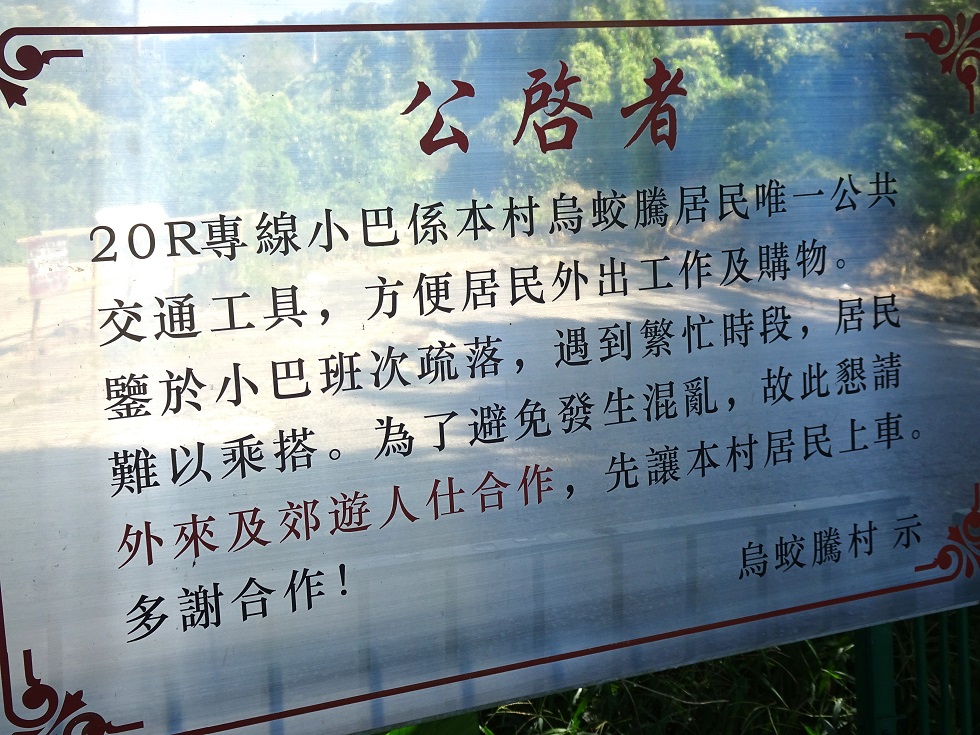 公啓者
20R專線小巴係本村烏蛟騰居民唯一公共
交通工具，方便居民外出工作及購物。
鑒於小巴班次疏落，遇到繁忙時段，居民
難以乘搭。為了避免發生混亂，故此懇請
外來及郊遊人仕合作，先讓本村居民上車。
多謝合作！
烏蛟騰村 示